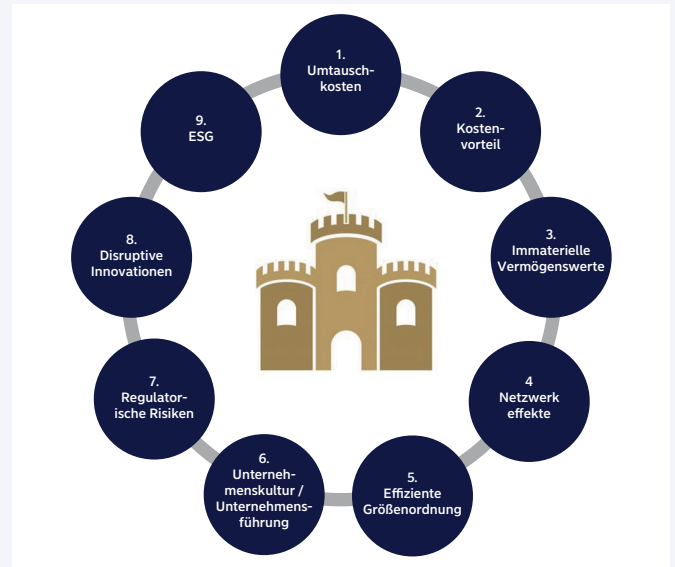 1.
Umtausch-
kosten
2.
Kosten-
vorteil
3.
Immaterielle
Vermögenswerte
4
Netzwerk
effekte
5.
Effiziente
Größenordnung
6.
Unterneh-
menskultur /
Unternehmens-
führung
7.
Regulator-
ische Risiken
8.
Disruptive
Innovationen
9.
ESG